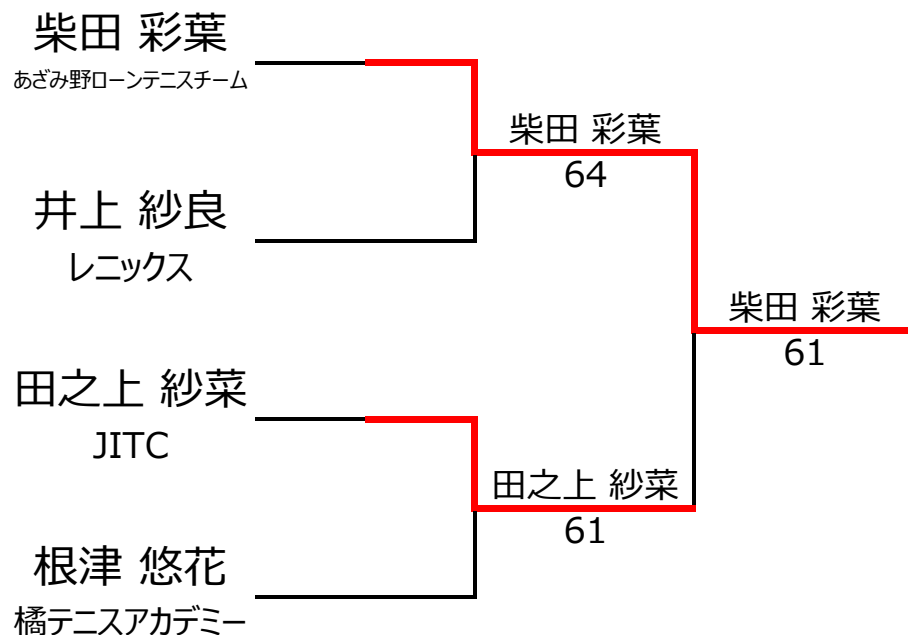 柴田 彩葉
あざみ野ローンテニスチーム
柴田 彩葉
64
井上 紗良
レニックス
柴田 彩葉
61
田之上 紗菜
JITC
田之上 紗菜
61
根津 悠花
橘テニスアカデミー